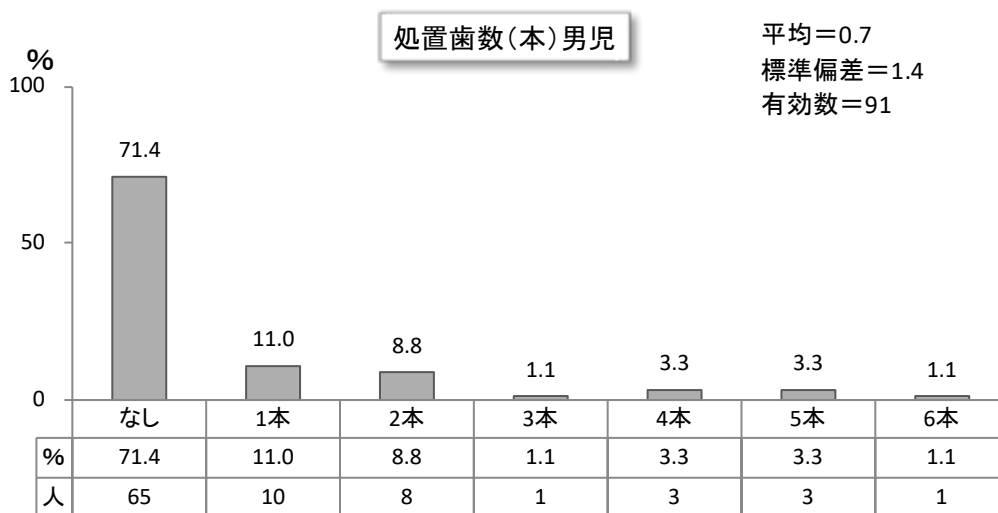 処置歯数(本)男児
平均=0.7
標準偏差=1.4
有効数=91
%
100
50
0
71.4
11.0
8.8
1.1
3.3
3.3
1.1
なし 1本 2本 3本 4本 5本 6本
% 71.4 11.0 8.8 1.1 3.3 3.3 1.1
人 65 10 8 1 3 3 1